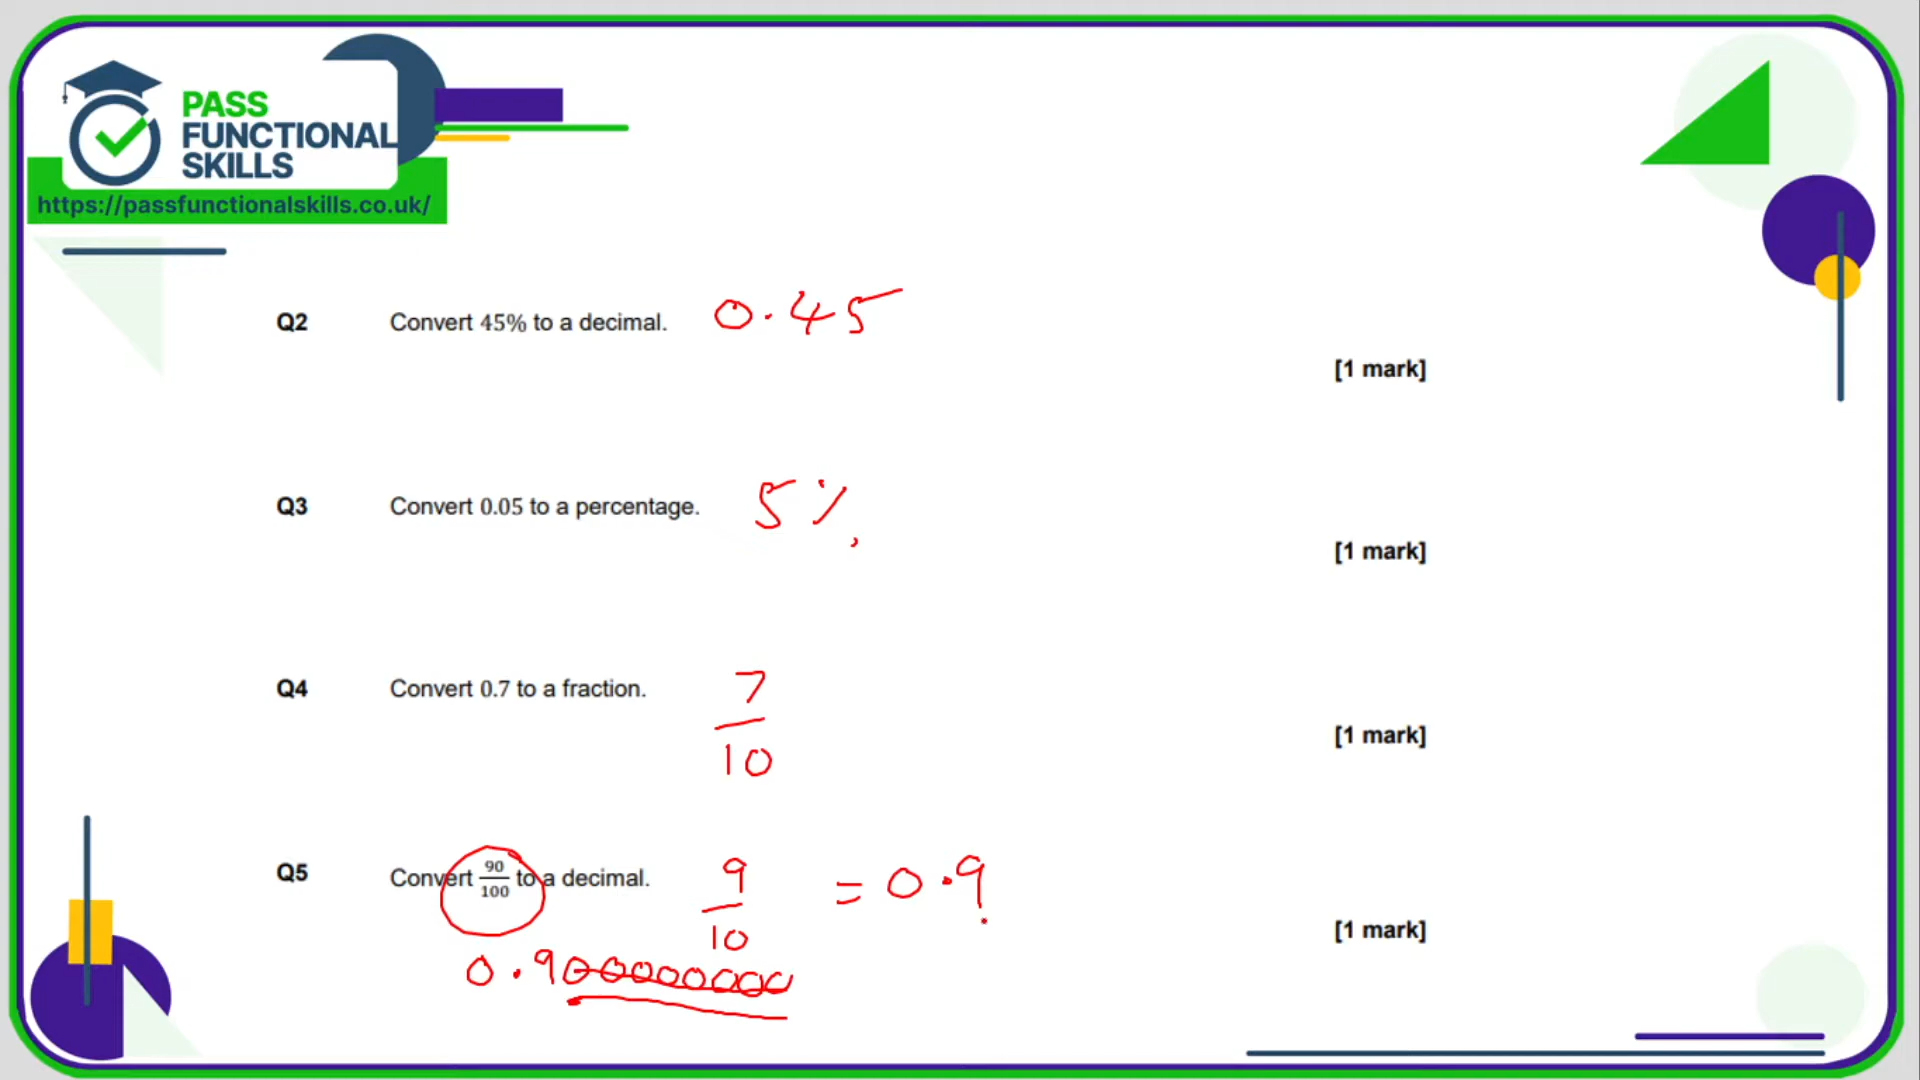 PASS
FUNCTIONAL
SKILLS
https://passfunctionalskills.co.uk/
Q2 Convert 45% to a decimal. 0.45
[1 mark]
Q3 Convert 0.05 to a percentage. 5%
[1 mark]
Q4 Convert 0.7 to a fraction. 7/10
[1 mark]
Q5 Convert 90/100 to a decimal. 9/10 = 0.9
[1 mark]
0.900000000